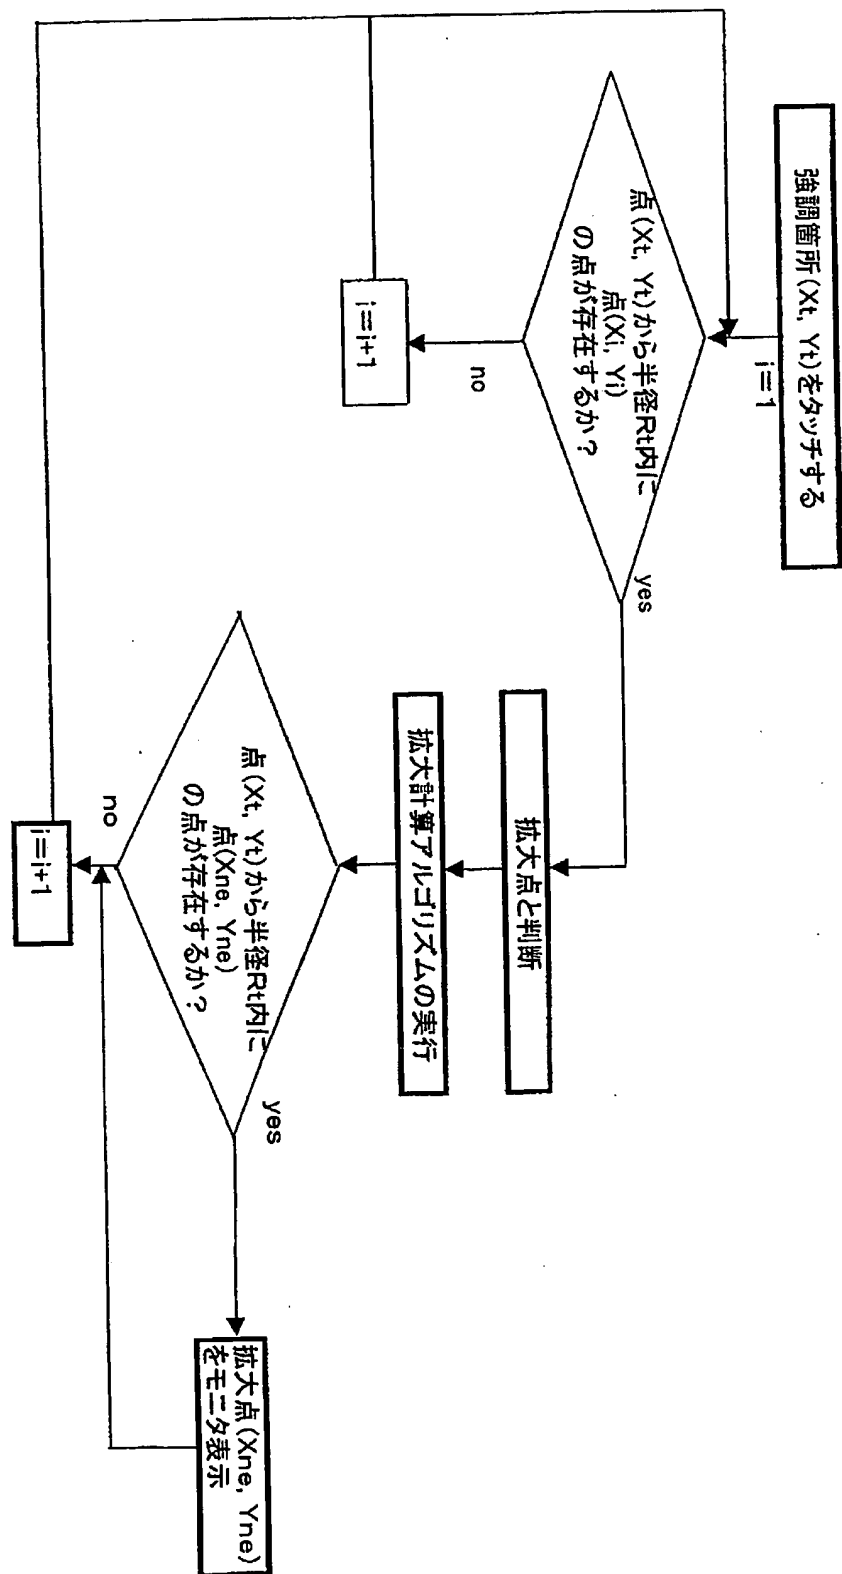 強調箇所(Xt, Yt)をタッチする
i=1
点(Xt, Yt)から半径Rt内に
点(Xi, Yi)
の点が存在するか?
no
i=i+1
yes
拡大点と判断
拡大計算アルゴリズムの実行
点(Xt, Yt)から半径Rt内に
点(Xne, Yne)
の点が存在するか?
yes
拡大点(Xne, Yne)
をモニタ表示
no
i=i+1